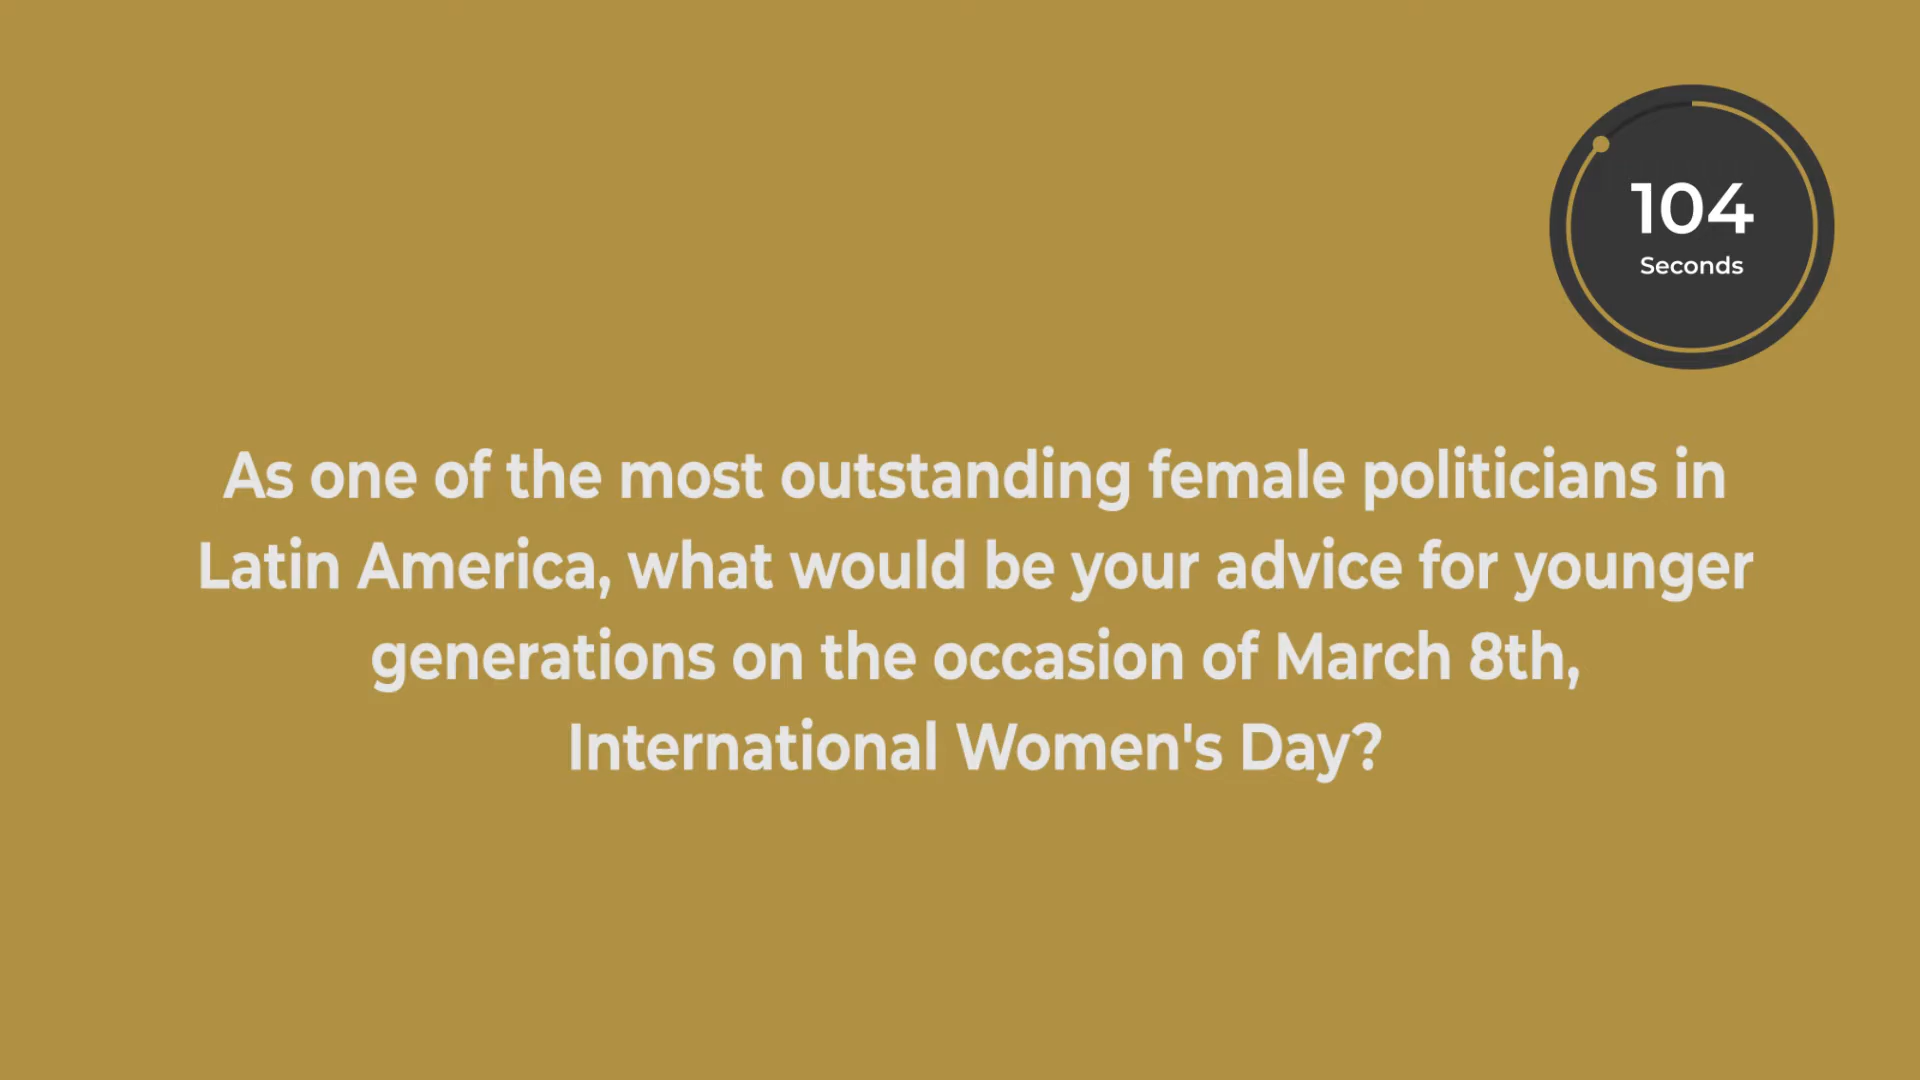 104
Seconds
As one of the most outstanding female politicians in
Latin America, what would be your advice for younger
generations on the occasion of March 8th,
International Women's Day?